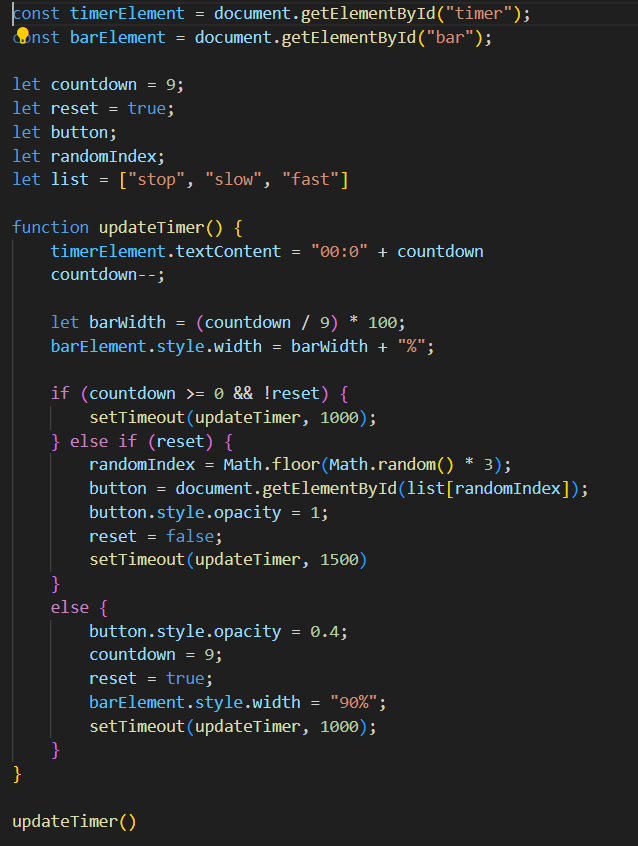 const timerElement = document.getElementById("timer");
const barElement = document.getElementById("bar");
let countdown = 9;
let reset = true;
let button;
let randomIndex;
let list = ["stop", "slow", "fast"]
function updateTimer() {
timerElement.textContent = "00:0" + countdown
countdown--;
let barWidth = (countdown / 9) * 100;
barElement.style.width = barWidth + "%";
if (countdown >= 0 && !reset) {
setTimeout(updateTimer, 1000);
} else if (reset) {
randomIndex = Math.floor(Math.random() * 3);
button = document.getElementById(list[randomIndex]);
button.style.opacity = 1;
reset = false;
setTimeout(updateTimer, 1500)
}
else {
button.style.opacity = 0.4;
countdown = 9;
reset = true;
barElement.style.width = "90%";
setTimeout(updateTimer, 1000);
}
}
updateTimer()